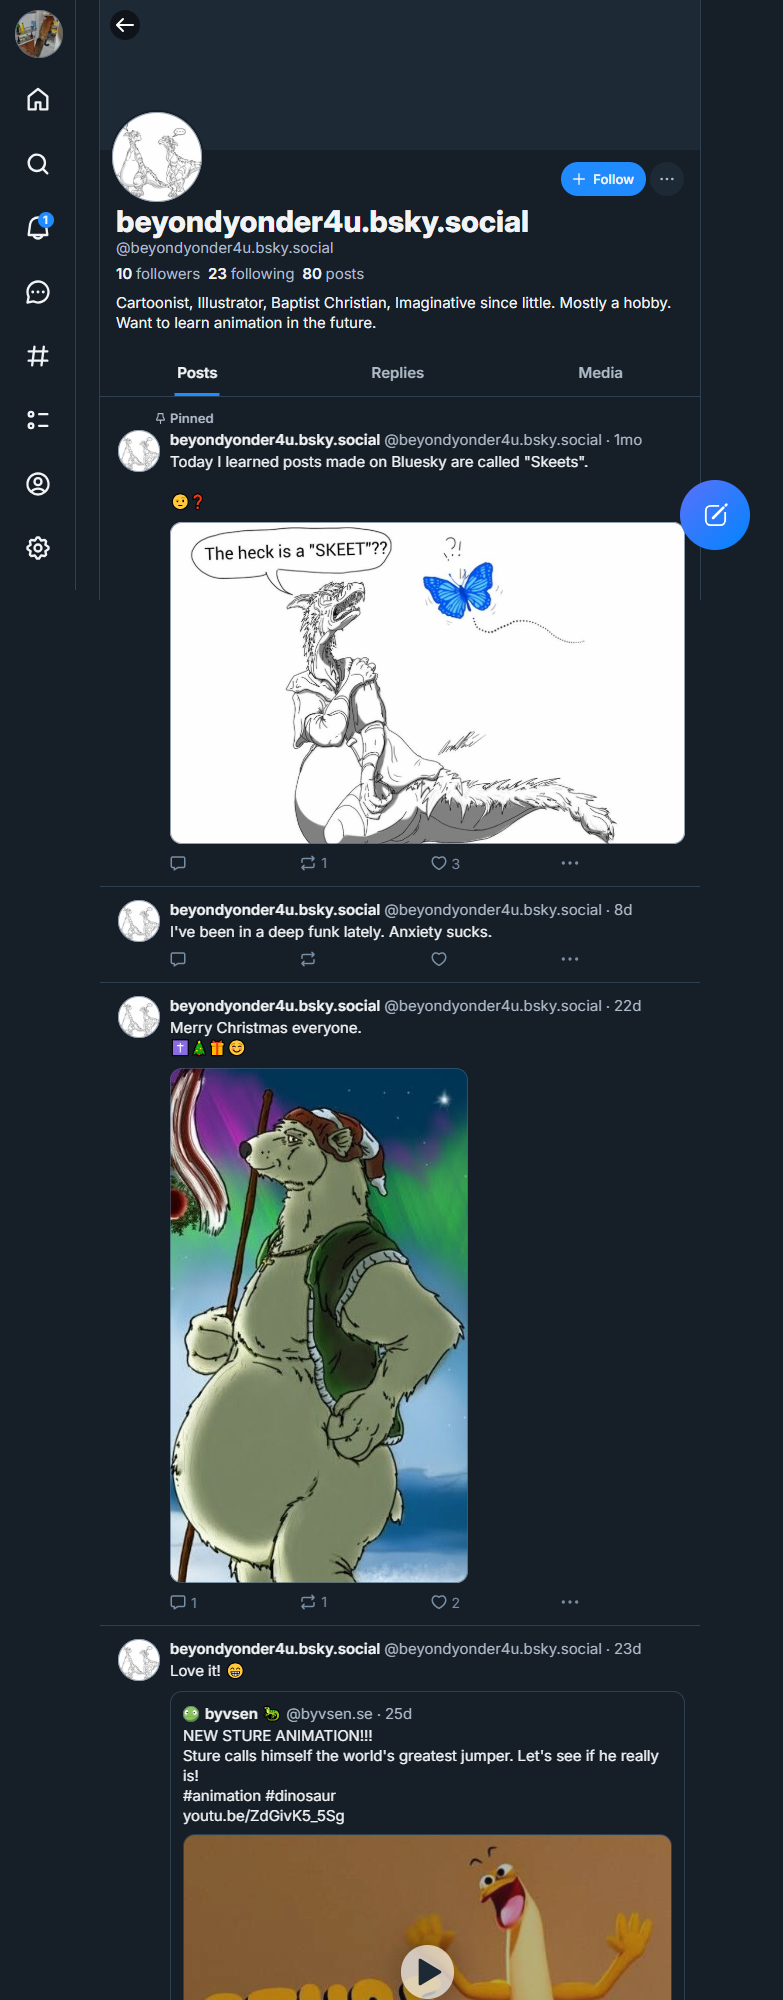 1
+ Follow
beyondyonder4u.bsky.social
@beyondyonder4u.bsky.social
10 followers 23 following 80 posts
Cartoonist, Illustrator, Baptist Christian, Imaginative since little. Mostly a hobby.
Want to learn animation in the future.
Posts Replies Media
Pinned
beyondyonder4u.bsky.social @beyondyonder4u.bsky.social · 1mo
Today I learned posts made on Bluesky are called "Skeets".
🫤❓
The heck is a "SKEET"??
?!
1 3
beyondyonder4u.bsky.social @beyondyonder4u.bsky.social · 8d
I've been in a deep funk lately. Anxiety sucks.
beyondyonder4u.bsky.social @beyondyonder4u.bsky.social · 22d
Merry Christmas everyone.
✝️🎄🎁😊
1 1 2
beyondyonder4u.bsky.social @beyondyonder4u.bsky.social · 23d
Love it! 😁
byvsen 🦎 @byvsen.se · 25d
NEW STURE ANIMATION!!!
Sture calls himself the world's greatest jumper. Let's see if he really
is!
#animation #dinosaur
youtu.be/ZdGivK5_5Sg